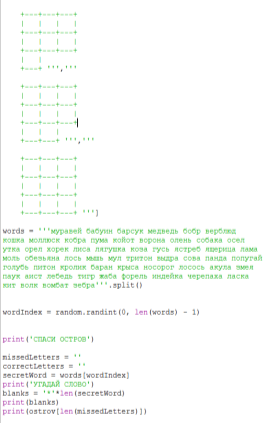 +---+---+---+
|   |   |   |
+---+---+---+
|   |   |   |
+---+---+---+
|   |
+---+ ''','''
+---+---+---+
|   |   |   |
+---+---+---+
|   |   |   |
+---+---+---+
|   |   |
+---+---+ ''','''
+---+---+---+
|   |   |   |
+---+---+---+
|   |   |   |
+---+---+---+
|   |   |   |
+---+---+---+ ''']
words = '''муравей бабуин барсук медведь бобр верблюд
кошка моллюск кобра пума койот ворона олень собака осел
утка орел хорек лиса лягушка коза гусь ястреб ящерица лама
моль обезьяна лось мышь мул тритон выдра сова панда попугай
голубь питон кролик баран крыса носорог лосось акула змея
паук аист лебедь тигр жаба форель индейка черепаха ласка
кит волк вомбат зебра'''.split()
wordIndex = random.randint(0, len(words) - 1)
print('СПАСИ ОСТРОВ')
missedLetters = ''
correctLetters = ''
secretWord = words[wordIndex]
print('УГАДАЙ СЛОВО')
blanks = '*'*len(secretWord)
print(blanks)
print(ostrov[len(missedLetters)])